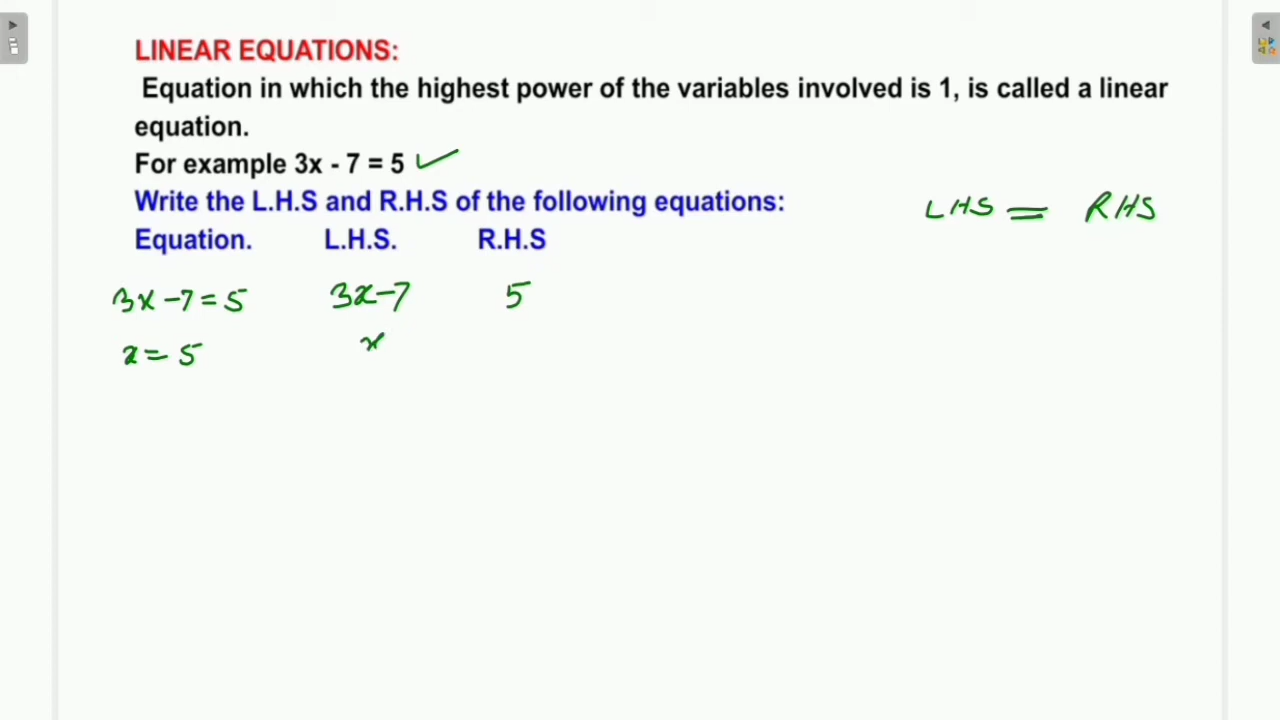 LINEAR EQUATIONS:
Equation in which the highest power of the variables involved is 1, is called a linear
equation.
For example 3x - 7 = 5 ✓
Write the L.H.S and R.H.S of the following equations:
LHS = RHS
Equation. L.H.S. R.H.S
3x - 7 = 5 3x - 7 5
x = 5 x